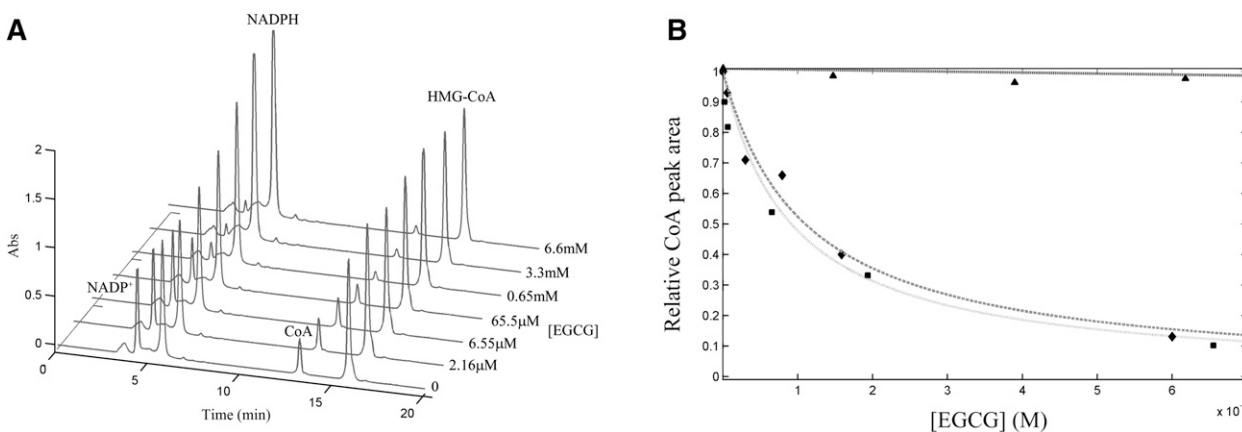 A
NADPH
HMG-CoA
2
1.5
1
0.5
0
Abs
NADP⁺
CoA
0
5
10
15
20
Time (min)
6.6mM
3.3mM
0.65mM
65.5µM
6.55µM
2.16µM
0
[EGCG]
B
1
0.9
0.8
0.7
0.6
0.5
0.4
0.3
0.2
0.1
0
Relative CoA peak area
1
2
3
4
5
6
x 10⁻
[EGCG] (M)